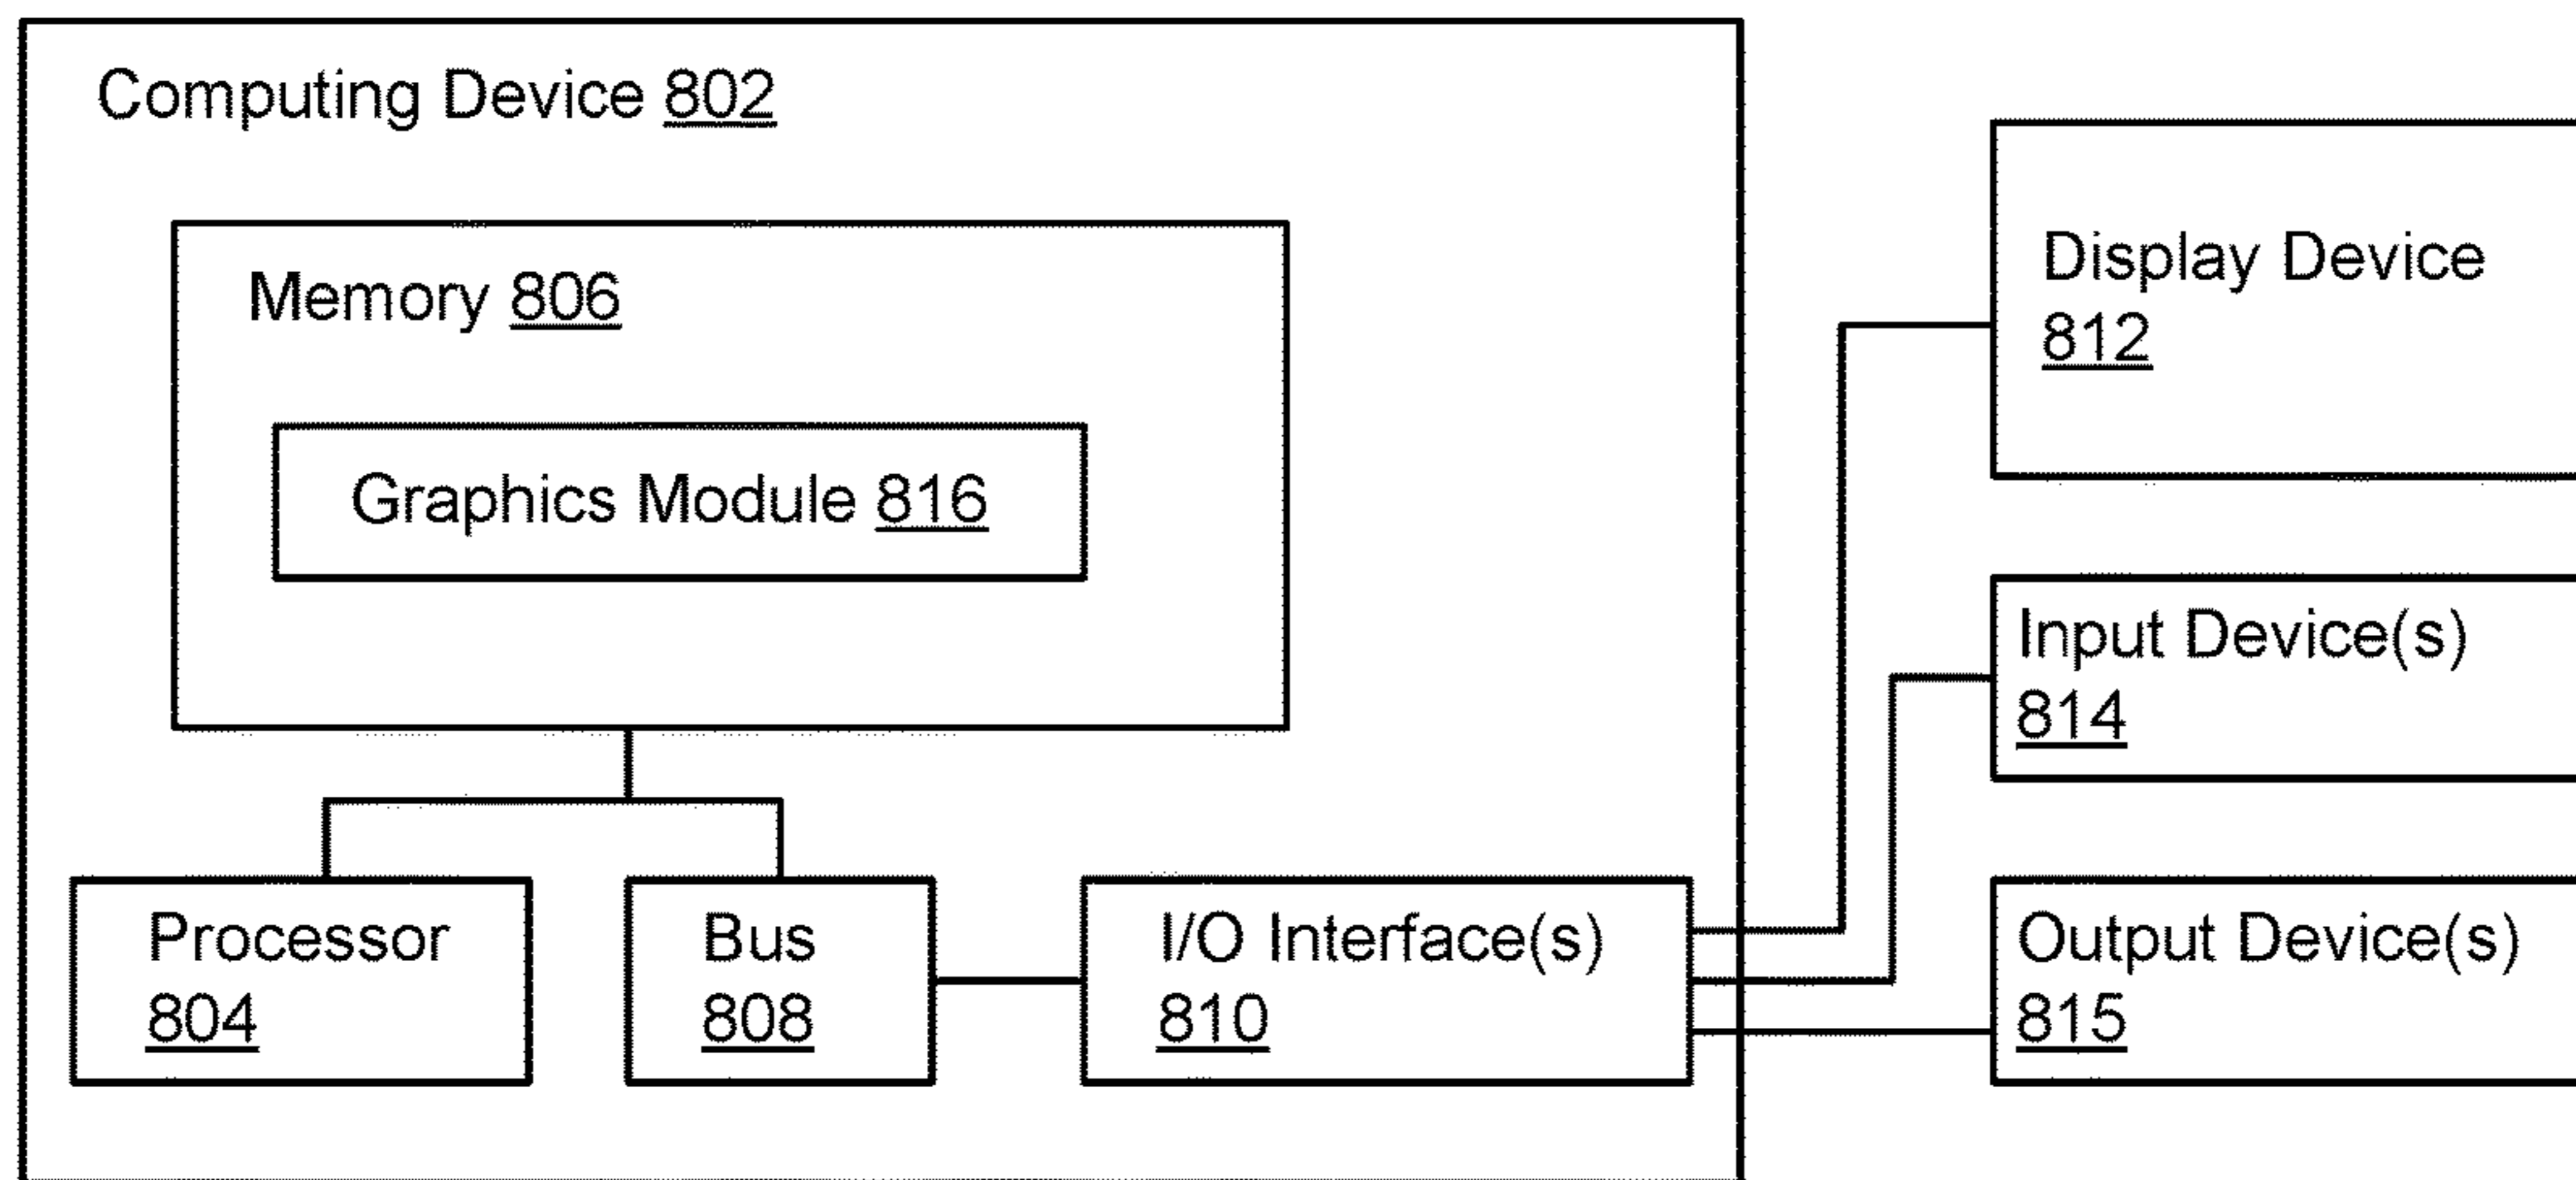 Computing Device 802
Memory 806
Graphics Module 816
Processor
804
Bus
808
I/O Interface(s)
810
Display Device
812
Input Device(s)
814
Output Device(s)
815